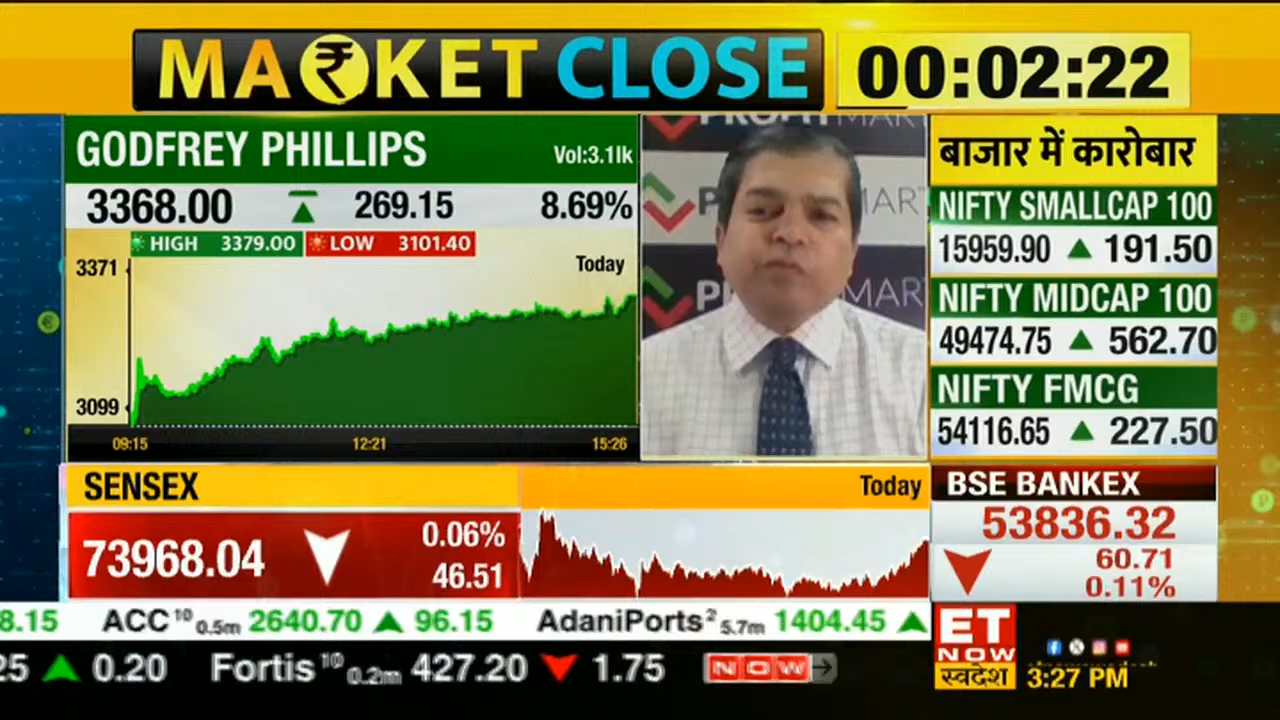 MA₹KET CLOSE
00:02:22
GODFREY PHILLIPS Vol:3.1lk
3368.00 269.15 8.69%
HIGH 3379.00 LOW 3101.40
Today
3371
3099
09:15 12:21 15:26
PROFITMART
बाजार में कारोबार
NIFTY SMALLCAP 100
15959.90 ▲ 191.50
NIFTY MIDCAP 100
49474.75 ▲ 562.70
NIFTY FMCG
54116.65 ▲ 227.50
SENSEX Today
73968.04 0.06%
46.51
BSE BANKEX
53836.32
60.71
0.11%
8.15 ACC 10 0.5m 2640.70 ▲ 96.15 AdaniPorts 2 5.7m 1404.45 ▲
25 ▲ 0.20 Fortis 10 0.2m 427.20 ▼ 1.75 NOW →
ET
NOW
स्वदेश
3:27 PM